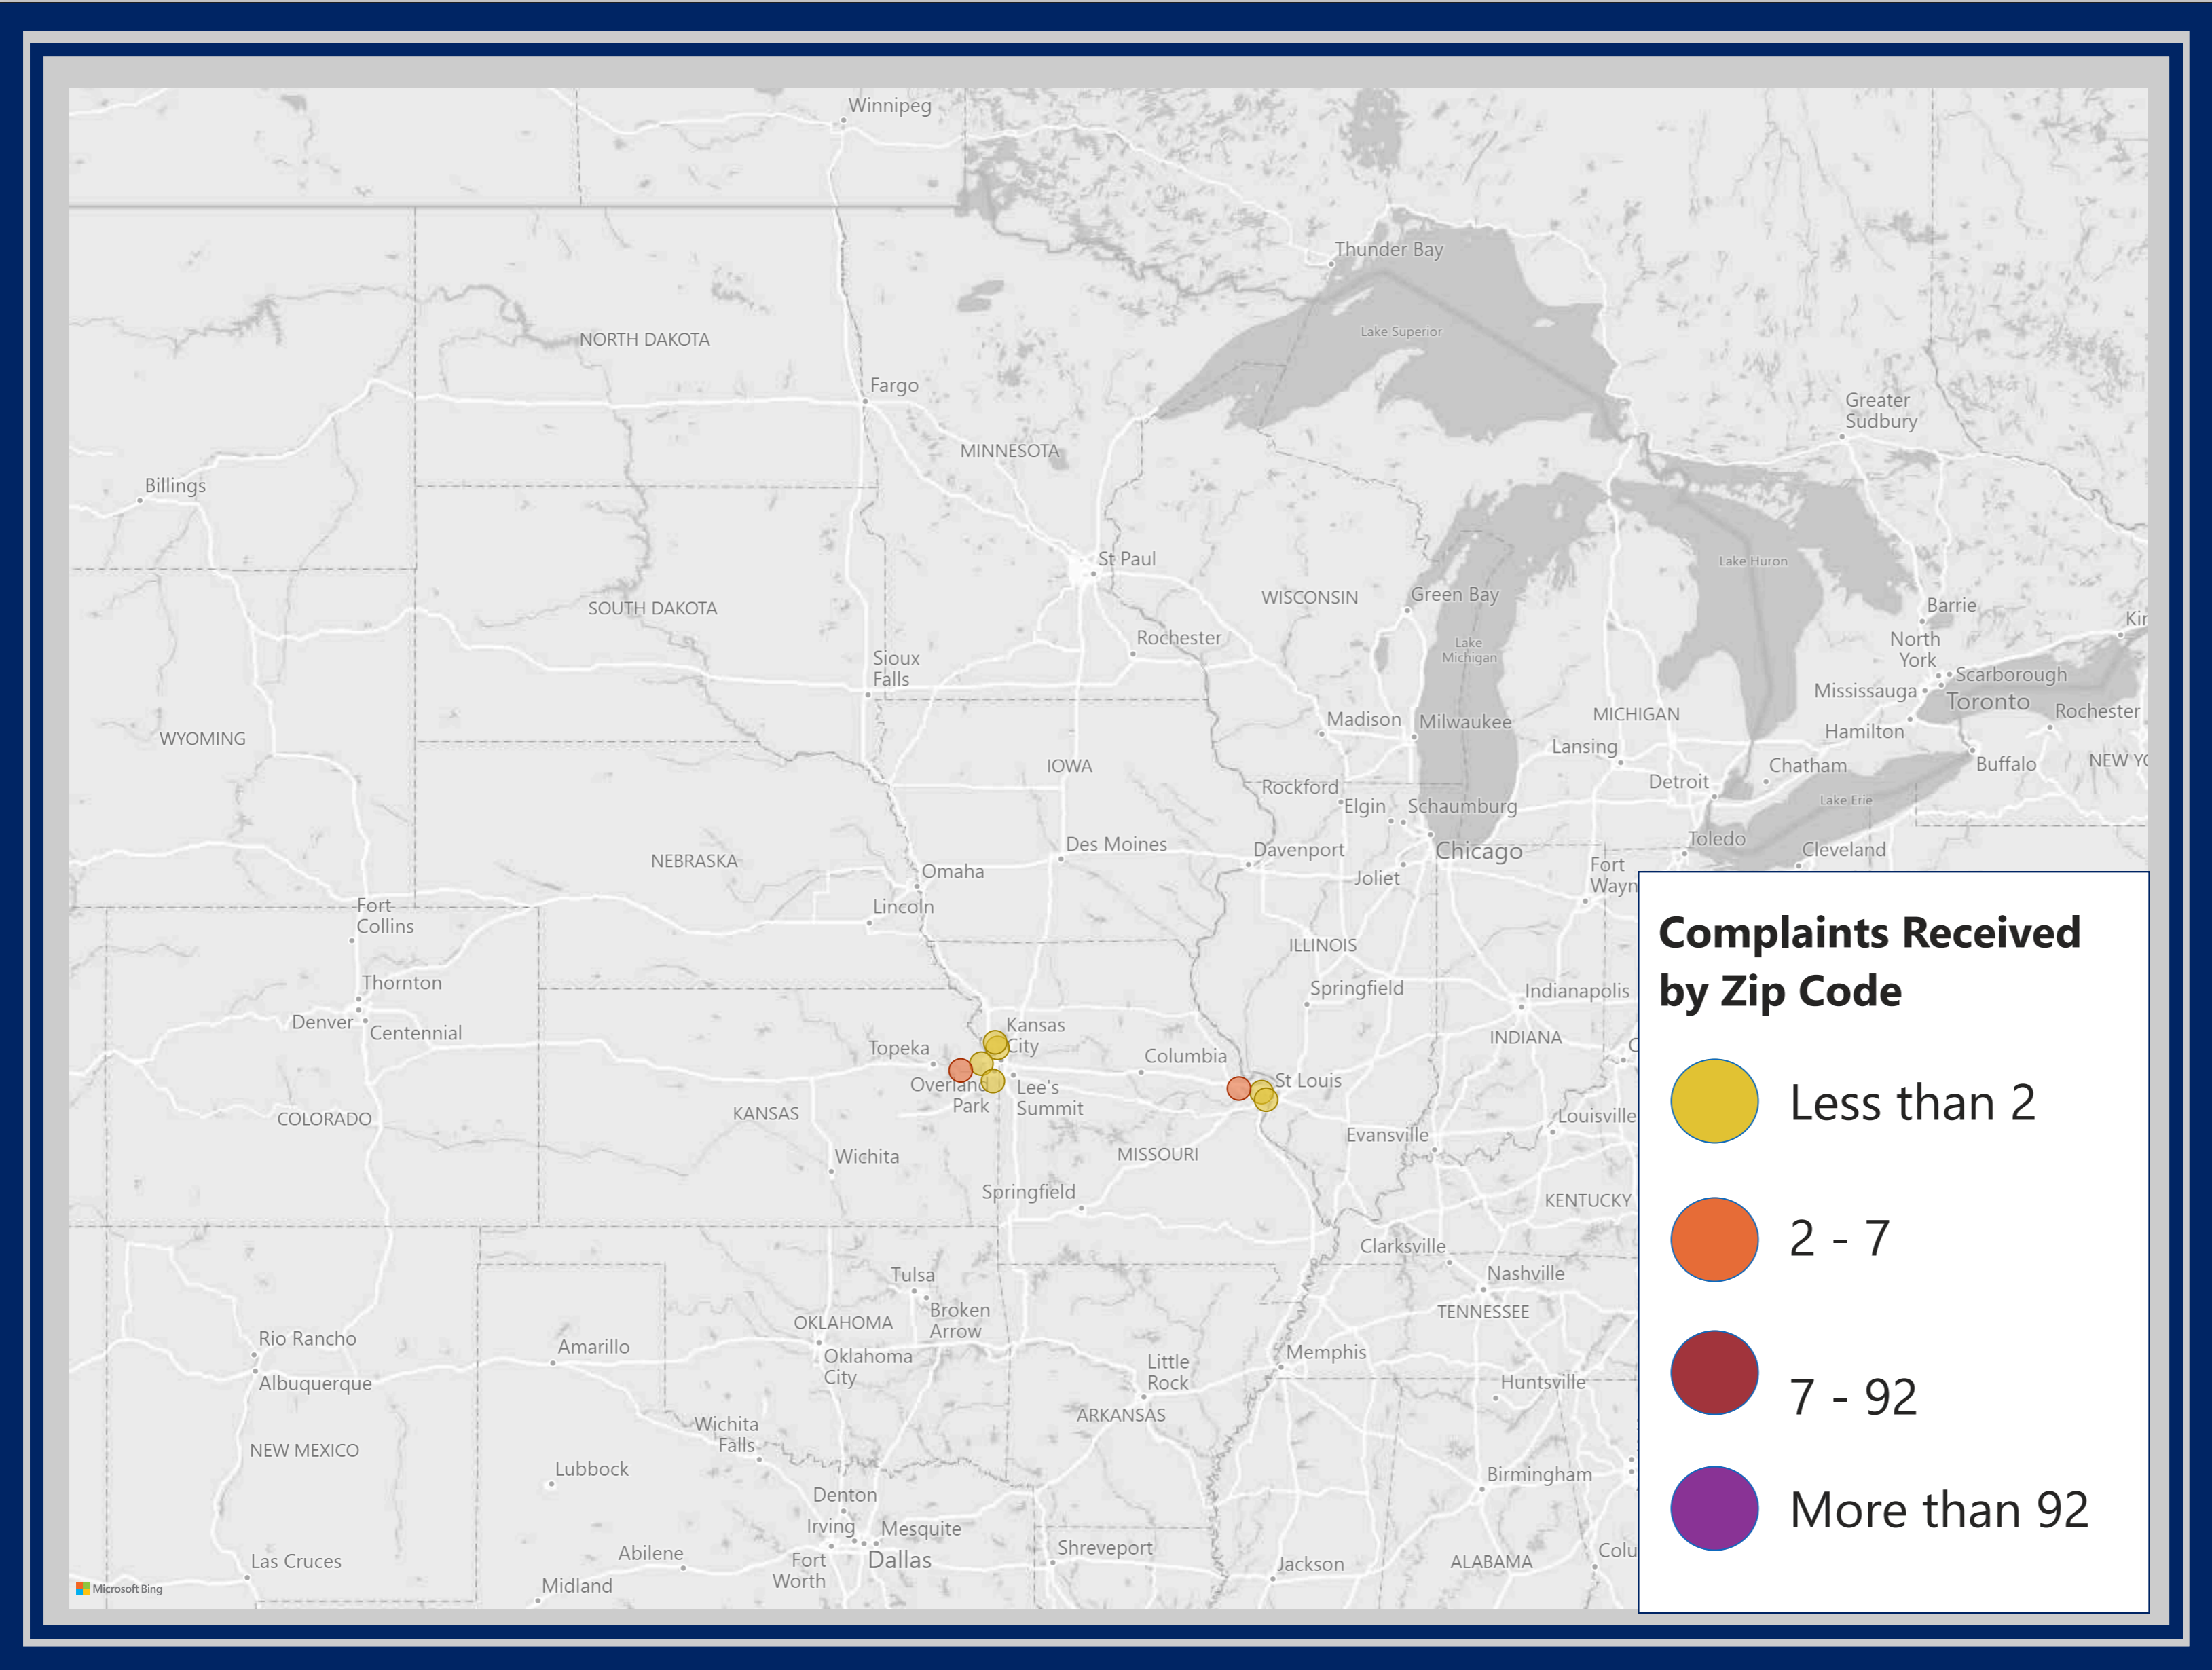 Winnipeg
Thunder Bay
Lake Superior
NORTH DAKOTA
Fargo
Greater
Sudbury
MINNESOTA
Billings
St Paul
Lake Huron
SOUTH DAKOTA
WISCONSIN
Green Bay
Barrie
Kin
Rochester
Lake
Michigan
North
York
Sioux
Falls
Scarborough
Mississauga
Toronto
Rochester
Madison
Milwaukee
MICHIGAN
Hamilton
WYOMING
Lansing
IOWA
Chatham
Buffalo
NEW YO
Detroit
Rockford
Elgin
Schaumburg
Lake Erie
Des Moines
Davenport
Chicago
Toledo
Cleveland
NEBRASKA
Omaha
Joliet
Fort
Wayn
Lincoln
Fort
Collins
ILLINOIS
Thornton
Springfield
Indianapolis
Denver
Centennial
Kansas
City
INDIANA
C
Topeka
Columbia
Overland
Park
Lee's
Summit
St Louis
COLORADO
KANSAS
Louisville
Evansville
Wichita
MISSOURI
Springfield
KENTUCKY
Clarksville
Tulsa
Nashville
Broken
Arrow
TENNESSEE
OKLAHOMA
Rio Rancho
Amarillo
Oklahoma
City
Memphis
Little
Rock
Albuquerque
Huntsville
ARKANSAS
Wichita
Falls
NEW MEXICO
Lubbock
Birmingham
Denton
Irving
Mesquite
Abilene
Fort
Worth
Dallas
Shreveport
Jackson
ALABAMA
Colu
Las Cruces
Midland
Microsoft Bing
Complaints Received
by Zip Code
Less than 2
2 - 7
7 - 92
More than 92